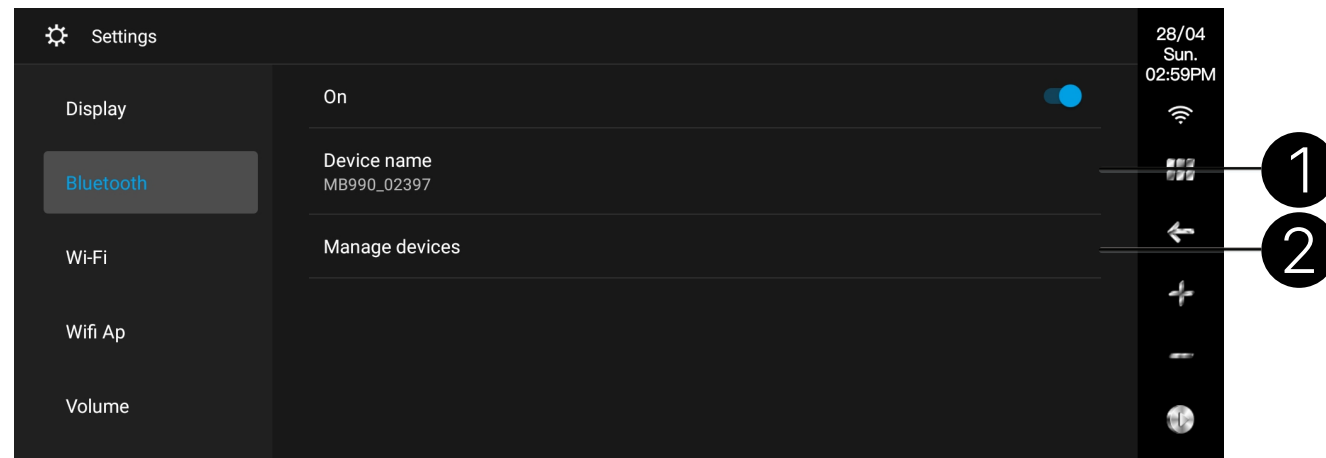 Settings
Display
Bluetooth
Wi-Fi
Wifi Ap
Volume
On
Device name
MB990_02397
Manage devices
28/04
Sun.
02:59PM
1
2